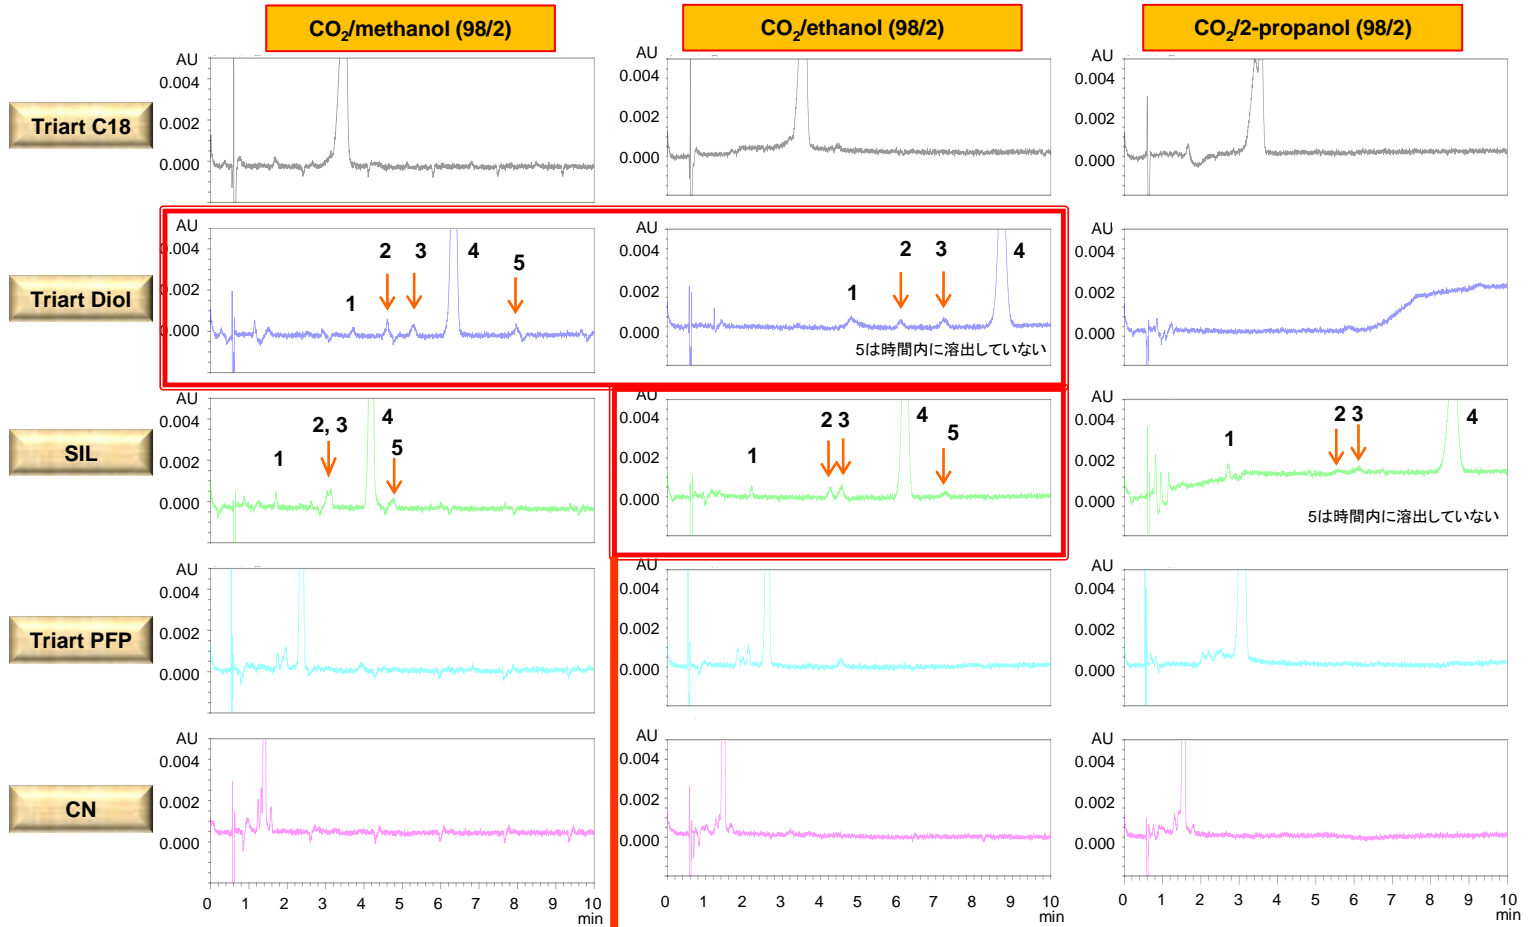 CO2/methanol (98/2)
CO2/ethanol (98/2)
CO2/2-propanol (98/2)
Triart C18
AU
0.004
0.002
0.000
AU
0.004
0.002
0.000
AU
0.004
0.002
0.000
Triart Diol
AU
0.004
0.002
0.000
1
2
3
4
5
AU
0.004
0.002
0.000
1
2
3
4
5は時間内に溶出していない
AU
0.004
0.002
0.000
SIL
AU
0.004
0.002
0.000
1
2, 3
4
5
AU
0.004
0.002
0.000
1
2 3
4
5
AU
0.004
0.002
0.000
1
2 3
4
5は時間内に溶出していない
Triart PFP
AU
0.004
0.002
0.000
AU
0.004
0.002
0.000
AU
0.004
0.002
0.000
CN
AU
0.004
0.002
0.000
AU
0.004
0.002
0.000
AU
0.004
0.002
0.000
0 1 2 3 4 5 6 7 8 9 10
min
0 1 2 3 4 5 6 7 8 9 10
min
0 1 2 3 4 5 6 7 8 9 10
min